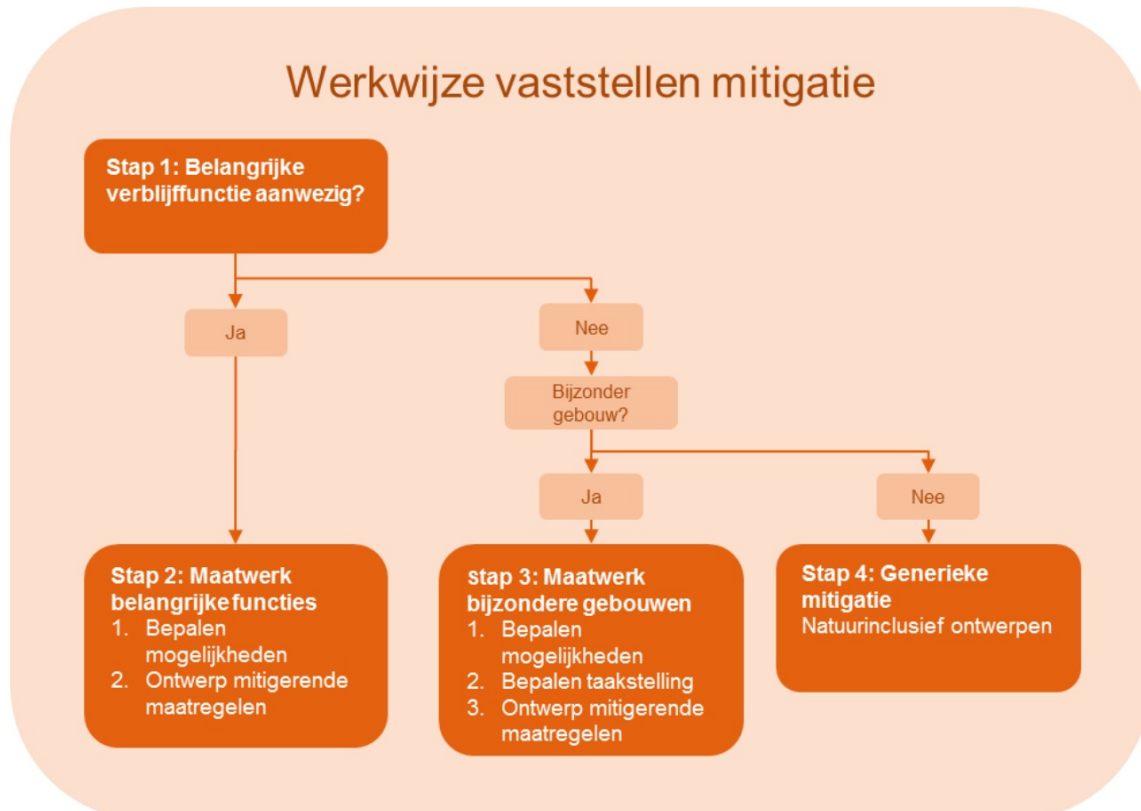 Werkwijze vaststellen mitigatie
Stap 1: Belangrijke
verblijffunctie aanwezig?
Ja
Nee
Bijzonder
gebouw?
Ja
Nee
Stap 2: Maatwerk
belangrijke functies
1. Bepalen
mogelijkheden
2. Ontwerp mitigerende
maatregelen
Stap 3: Maatwerk
bijzondere gebouwen
1. Bepalen
mogelijkheden
2. Bepalen taakstelling
3. Ontwerp mitigerende
maatregelen
Stap 4: Generieke
mitigatie
Natuurinclusief ontwerpen